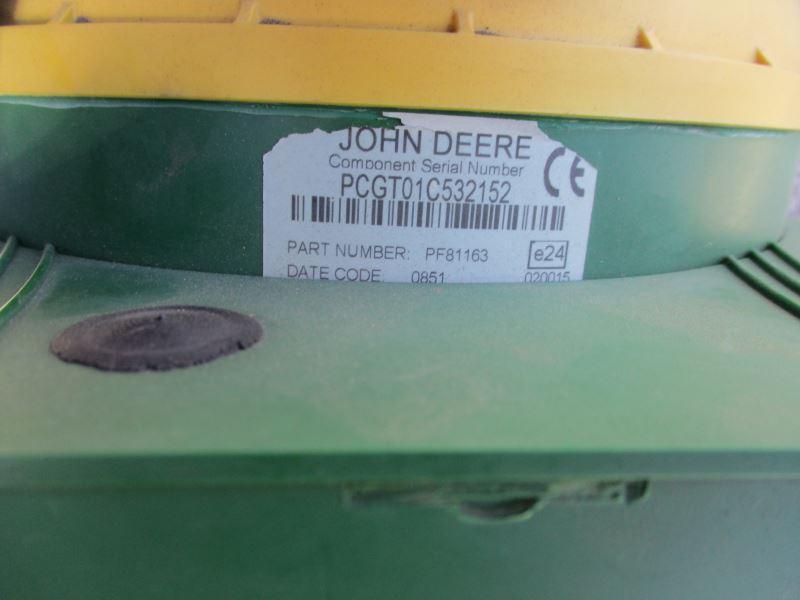 JOHN DEERE
Component Serial Number
CE
PCGT01C532152
PART NUMBER: PF81163
e24
DATE CODE 0851
020015